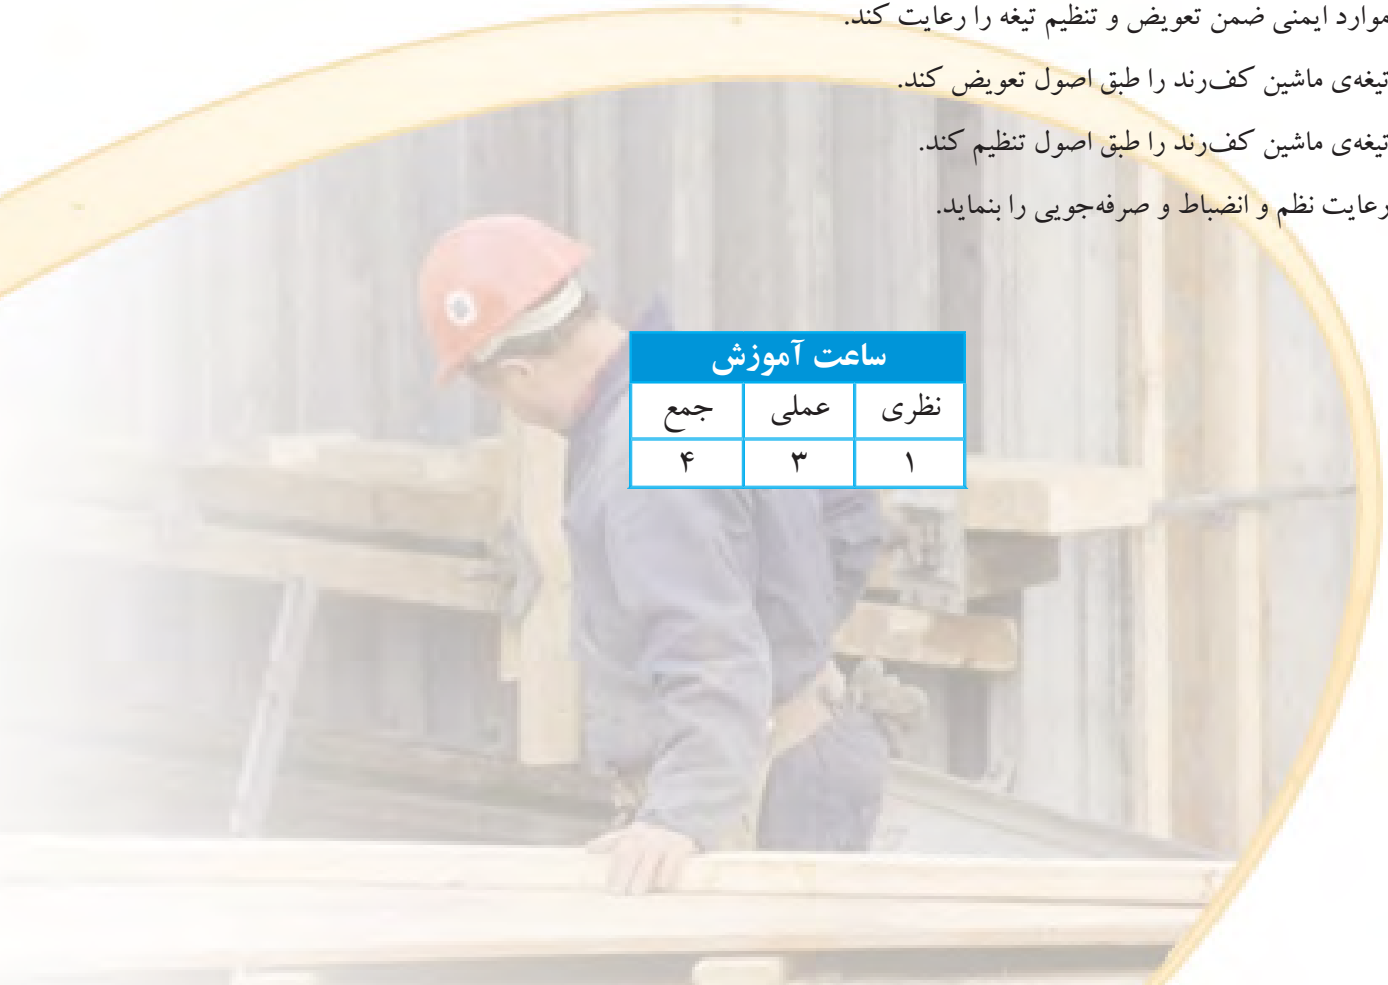 موارد ایمنی ضمن تعویض و تنظیم تیغه را رعایت کند.
تیغه‌ی ماشین کف‌رند را طبق اصول تعویض کند.
تیغه‌ی ماشین کف‌رند را طبق اصول تنظیم کند.
رعایت نظم و انضباط و صرفه‌جویی را بنماید.
ساعت آموزش
نظری عملی جمع
۱ ۳ ۴